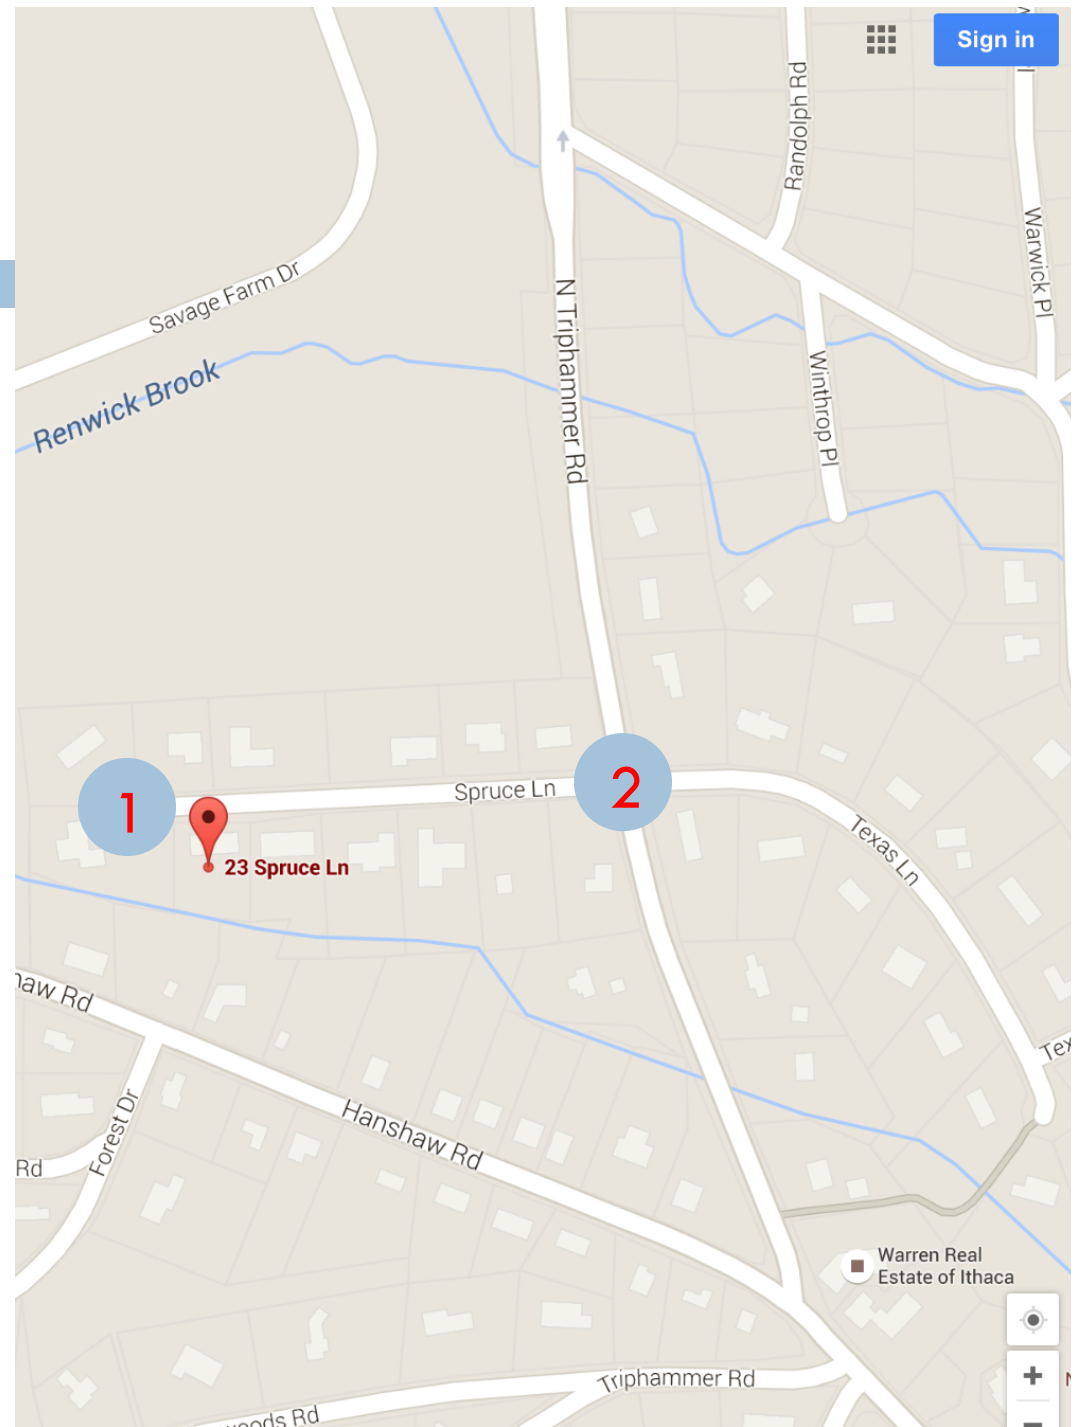 Sign in
Randolph Rd
Warwick Pl
Savage Farm Dr
N Triphammer Rd
Renwick Brook
Winthrop Pl
1
2
Spruce Ln
23 Spruce Ln
Texas Ln
haw Rd
Tex
Forest Dr
Hanshaw Rd
Rd
Warren Real
Estate of Ithaca
Triphammer Rd
oods Rd